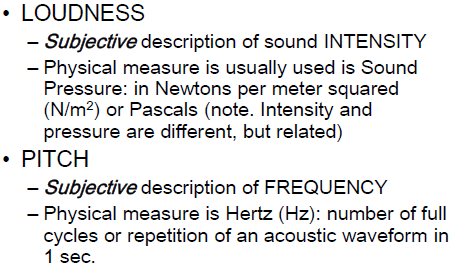 • LOUDNESS
– Subjective description of sound INTENSITY
– Physical measure is usually used is Sound
Pressure: in Newtons per meter squared
(N/m²) or Pascals (note. Intensity and
pressure are different, but related)
• PITCH
– Subjective description of FREQUENCY
– Physical measure is Hertz (Hz): number of full
cycles or repetition of an acoustic waveform in
1 sec.